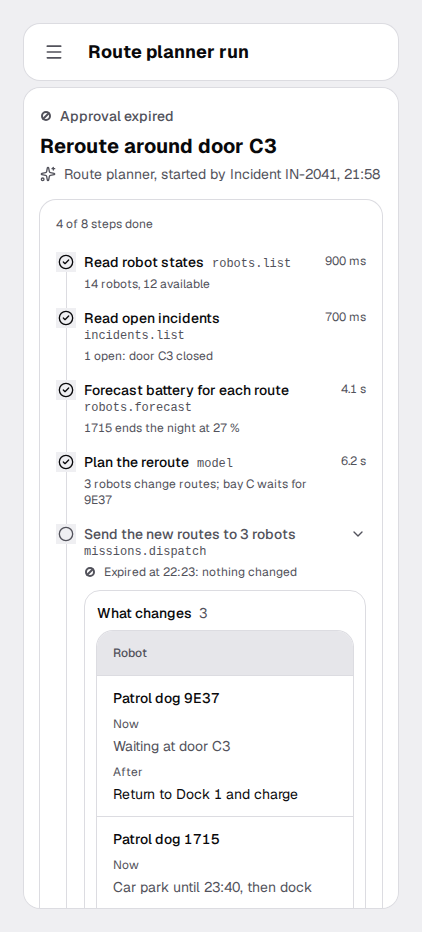 Route planner run
Approval expired
Reroute around door C3
Route planner, started by Incident IN-2041, 21:58
4 of 8 steps done
Read robot states robots.list 900 ms
14 robots, 12 available
Read open incidents 700 ms
incidents.list
1 open: door C3 closed
Forecast battery for each route 4.1 s
robots.forecast
1715 ends the night at 27 %
Plan the reroute model 6.2 s
3 robots change routes; bay C waits for
9E37
Send the new routes to 3 robots
missions.dispatch
Expired at 22:23: nothing changed
What changes 3
Robot
Patrol dog 9E37
Now
Waiting at door C3
After
Return to Dock 1 and charge
Patrol dog 1715
Now
Car park until 23:40, then dock